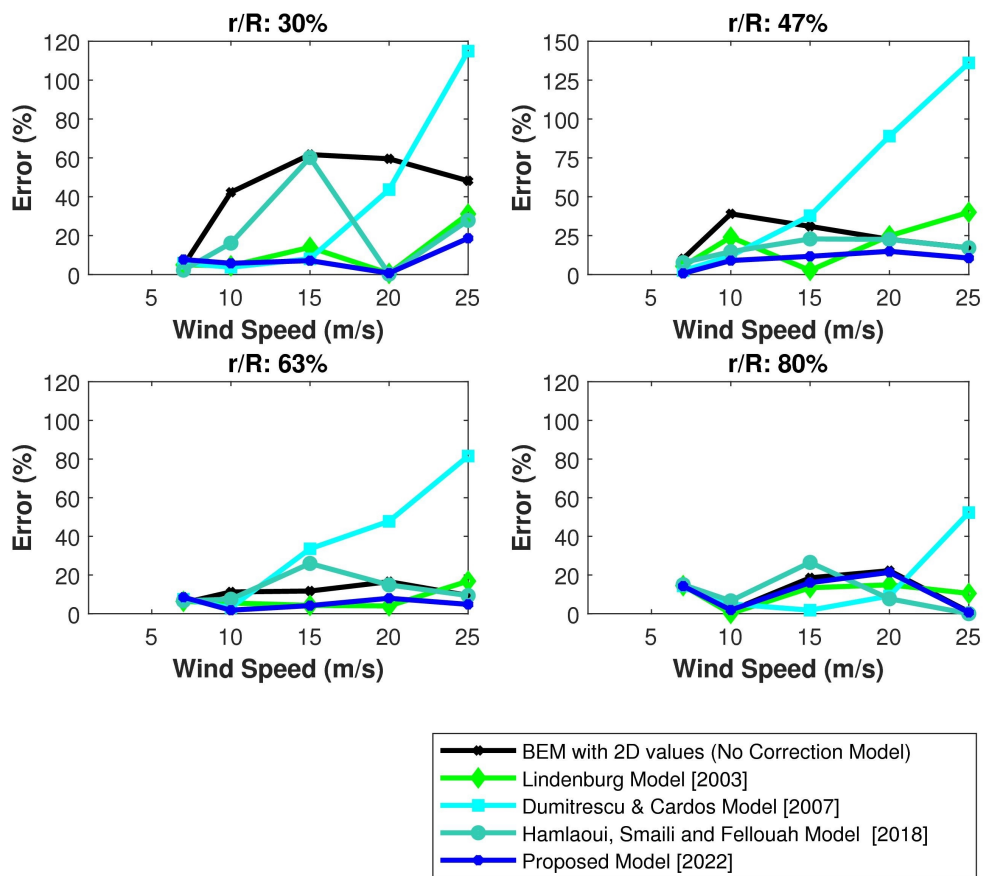 r/R: 30%
120
100
80
60
40
20
0
Error (%)
5 10 15 20 25
Wind Speed (m/s)
r/R: 47%
150
125
100
75
50
25
0
Error (%)
5 10 15 20 25
Wind Speed (m/s)
r/R: 63%
120
100
80
60
40
20
0
Error (%)
5 10 15 20 25
Wind Speed (m/s)
r/R: 80%
120
100
80
60
40
20
0
Error (%)
5 10 15 20 25
Wind Speed (m/s)
BEM with 2D values (No Correction Model)
Lindenburg Model [2003]
Dumitrescu & Cardos Model [2007]
Hamlaoui, Smaili and Fellouah Model [2018]
Proposed Model [2022]